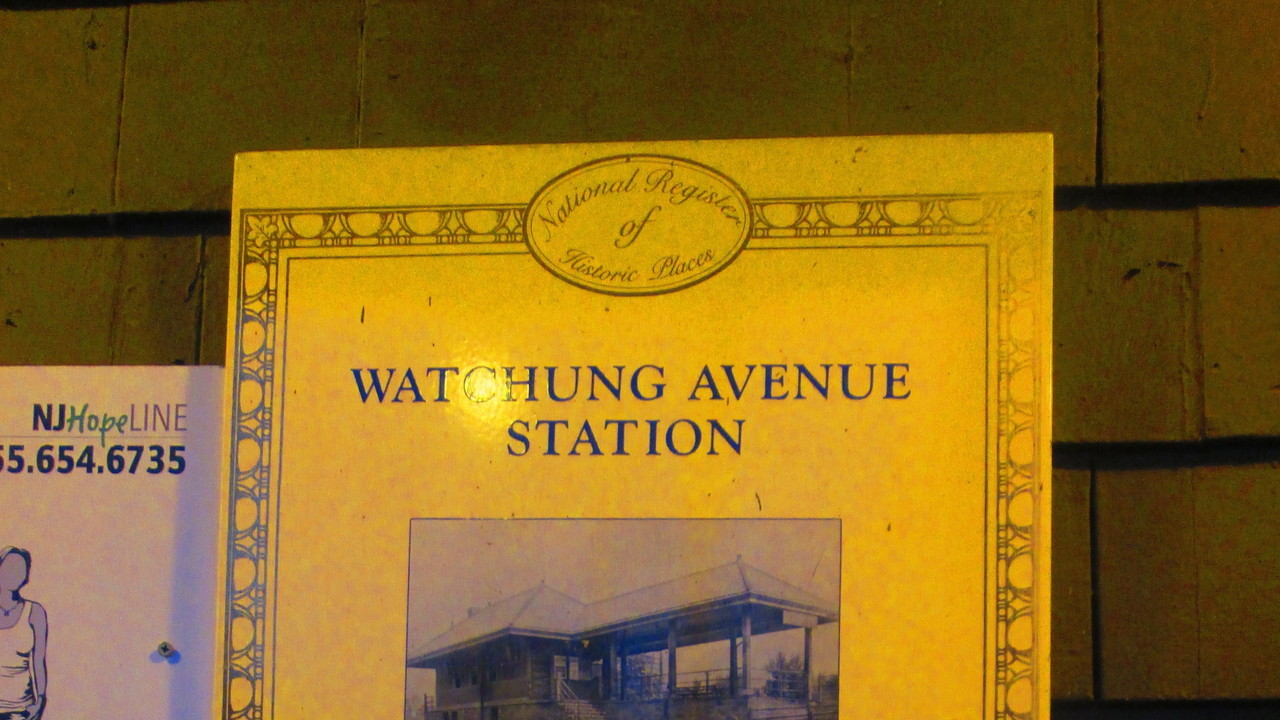 National Register
of
Historic Places
WATCHUNG AVENUE
STATION
NJHopeLINE
55.654.6735